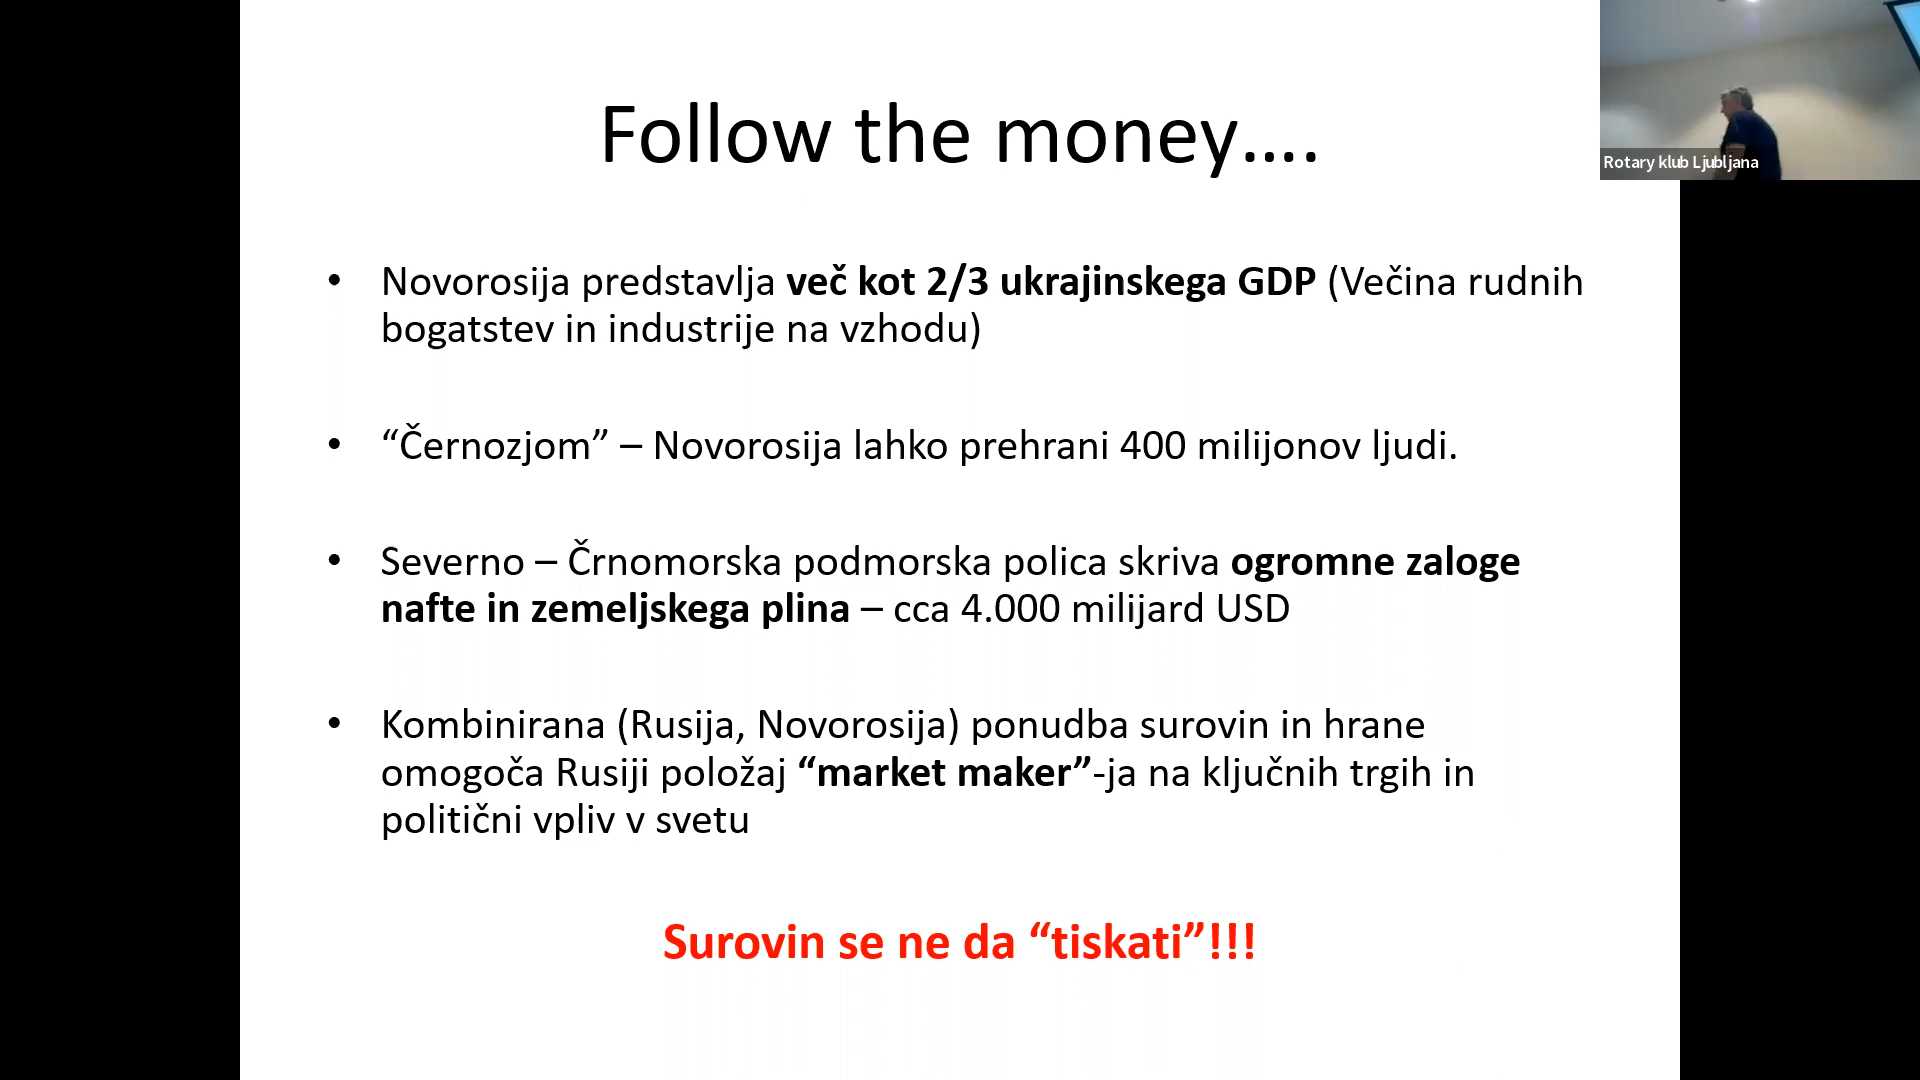 Follow the money....
Rotary klub Ljubljana
• Novorosija predstavlja več kot 2/3 ukrajinskega GDP (Večina rudnih
bogatstev in industrije na vzhodu)
• “Černozjom” – Novorosija lahko prehrani 400 milijonov ljudi.
• Severno – Črnomorska podmorska polica skriva ogromne zaloge
nafte in zemeljskega plina – cca 4.000 milijard USD
• Kombinirana (Rusija, Novorosija) ponudba surovin in hrane
omogoča Rusiji položaj “market maker”-ja na ključnih trgih in
politični vpliv v svetu
Surovin se ne da “tiskati”!!!